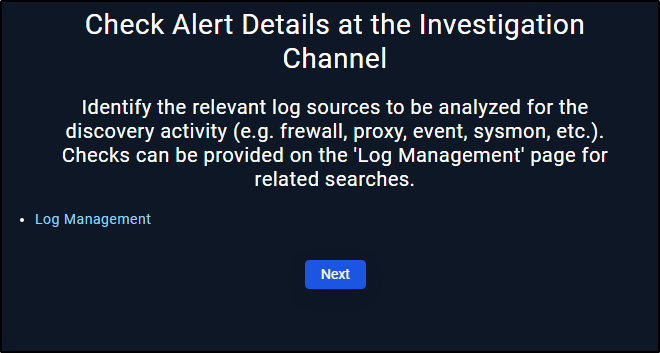 Check Alert Details at the Investigation
Channel
Identify the relevant log sources to be analyzed for the
discovery activity (e.g. frewall, proxy, event, sysmon, etc.).
Checks can be provided on the 'Log Management' page for
related searches.
Log Management
Next